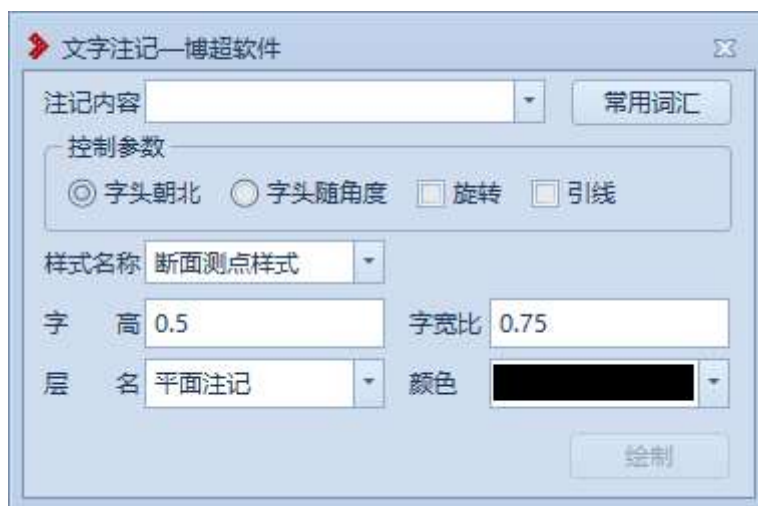 文字注记—博超软件
注记内容 常用词汇
控制参数
字头朝北 字头随角度 旋转 引线
样式名称 断面测点样式
字 高 0.5 字宽比 0.75
层 名 平面注记 颜色
绘制